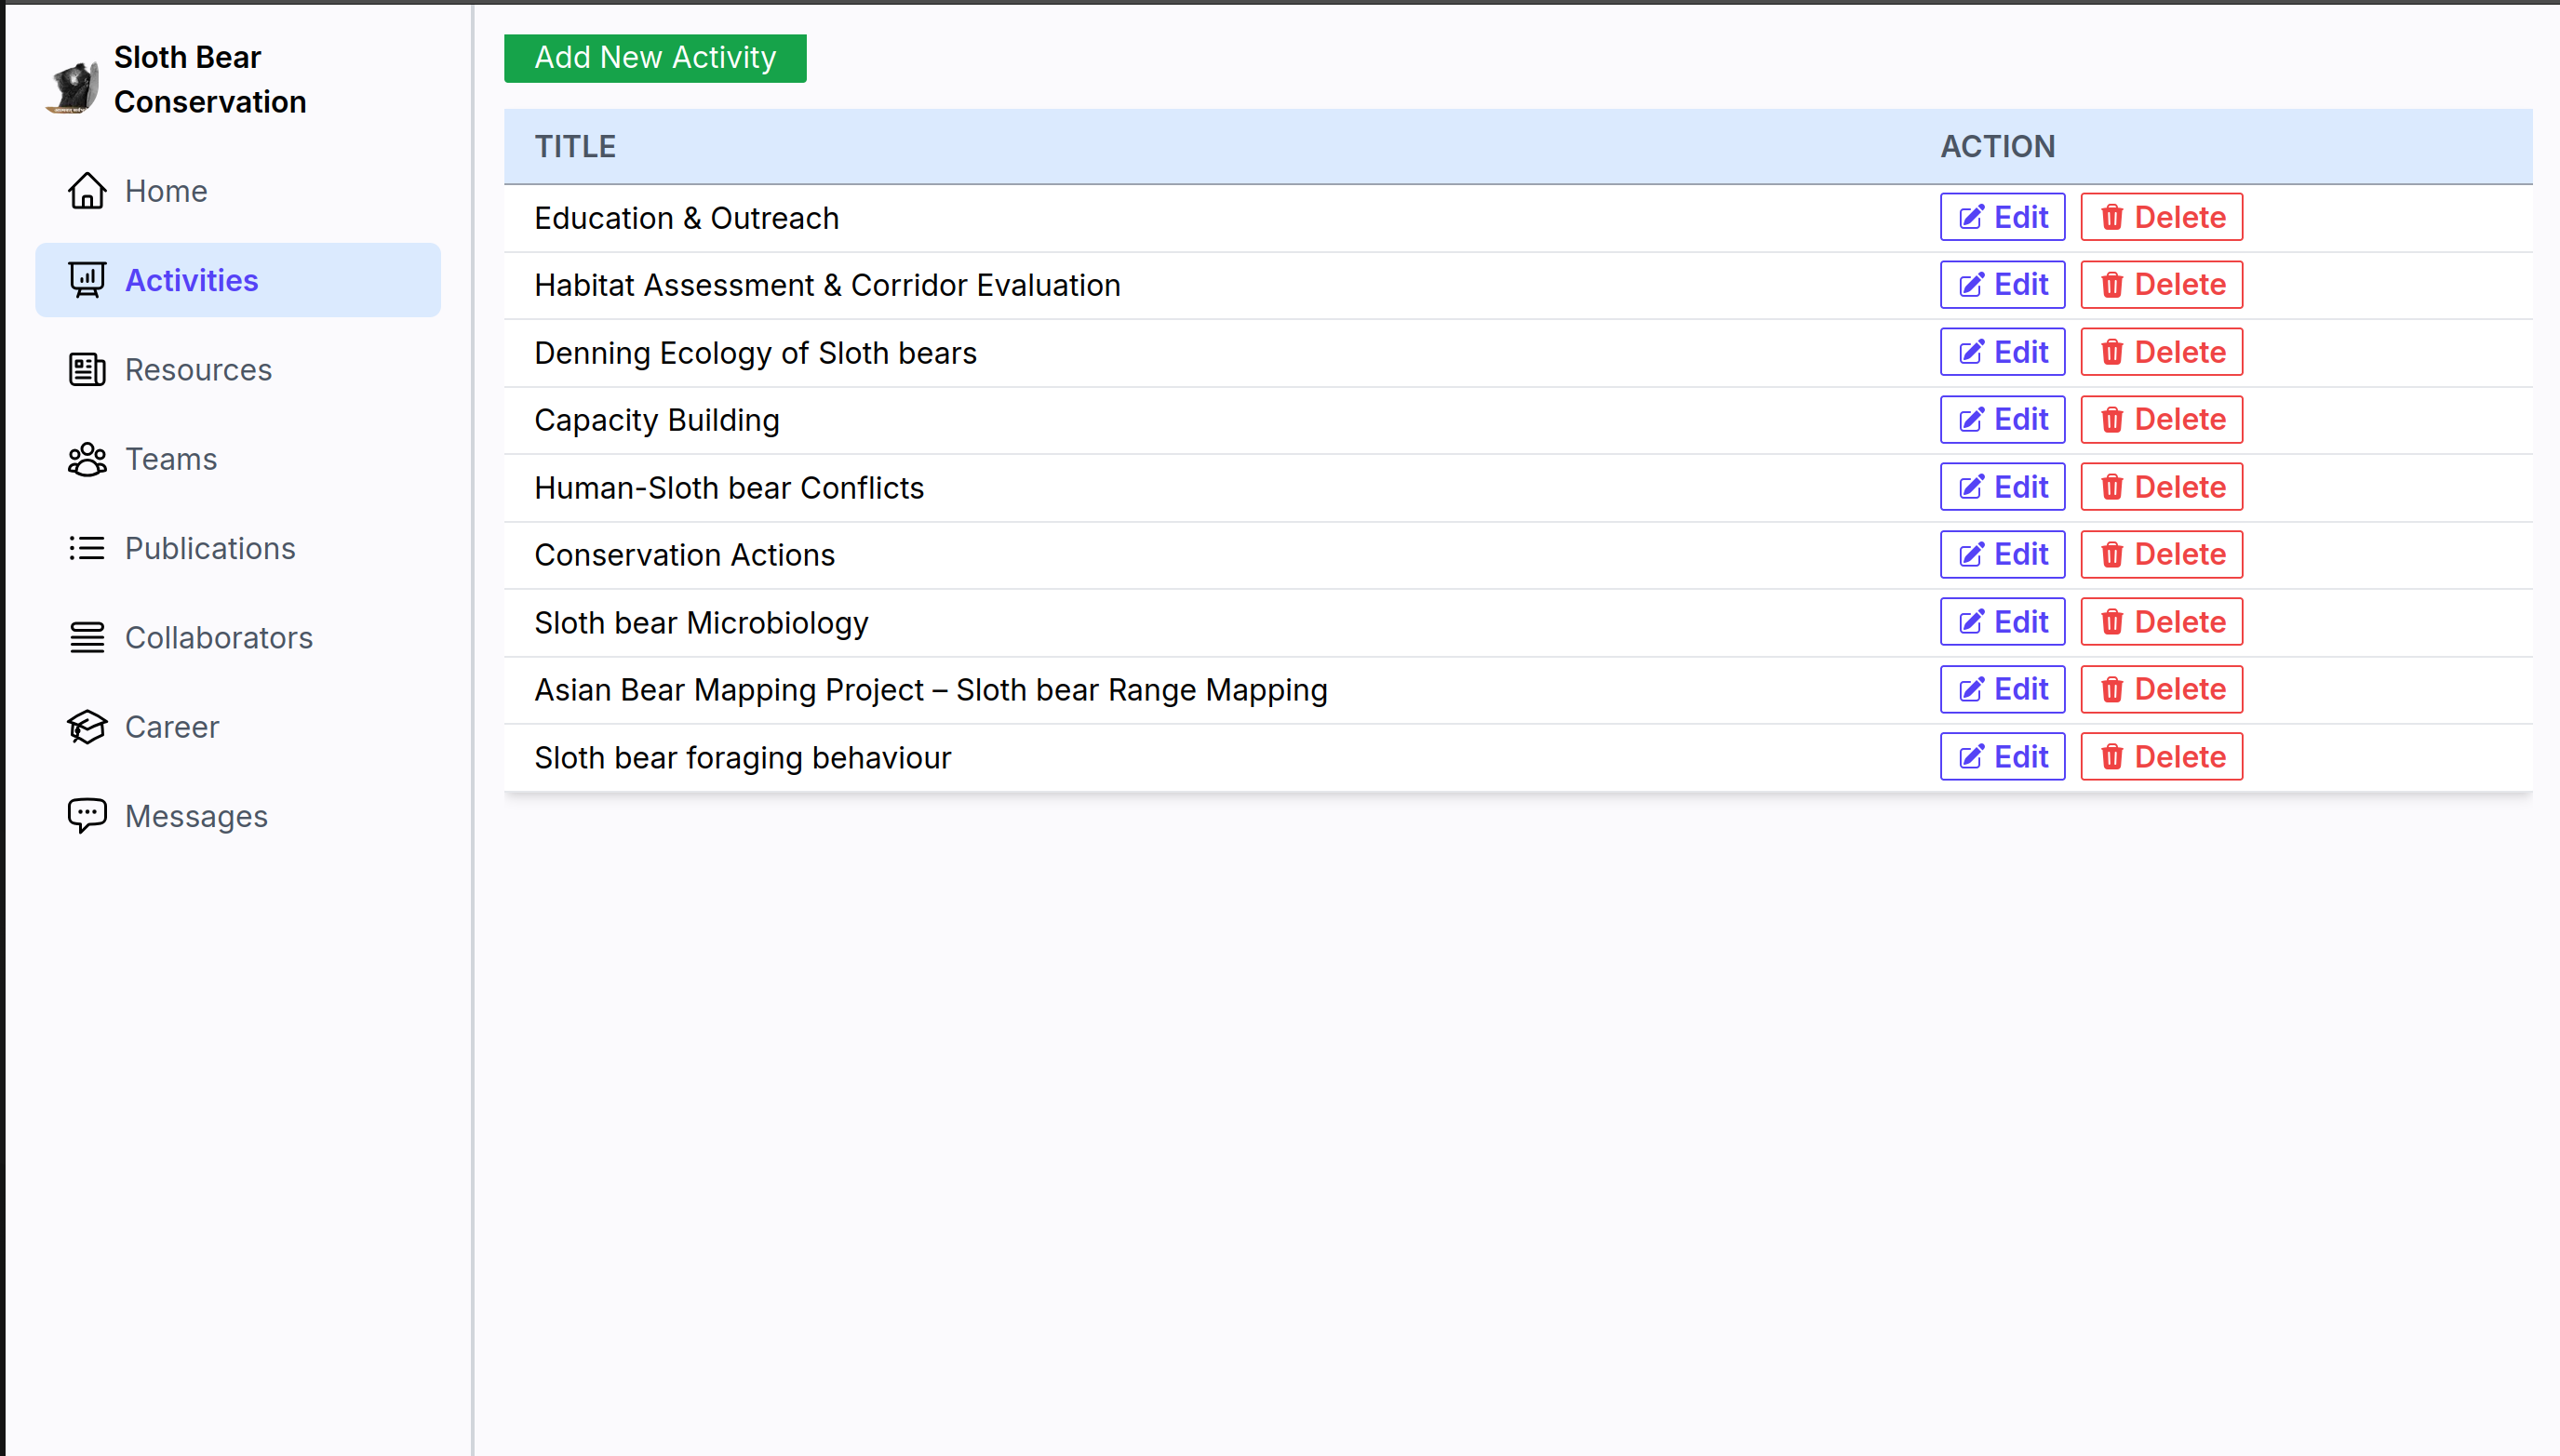 Sloth Bear
Conservation
Home
Activities
Resources
Teams
Publications
Collaborators
Career
Messages
Add New Activity
TITLE ACTION
Education & Outreach Edit Delete
Habitat Assessment & Corridor Evaluation Edit Delete
Denning Ecology of Sloth bears Edit Delete
Capacity Building Edit Delete
Human-Sloth bear Conflicts Edit Delete
Conservation Actions Edit Delete
Sloth bear Microbiology Edit Delete
Asian Bear Mapping Project – Sloth bear Range Mapping Edit Delete
Sloth bear foraging behaviour Edit Delete